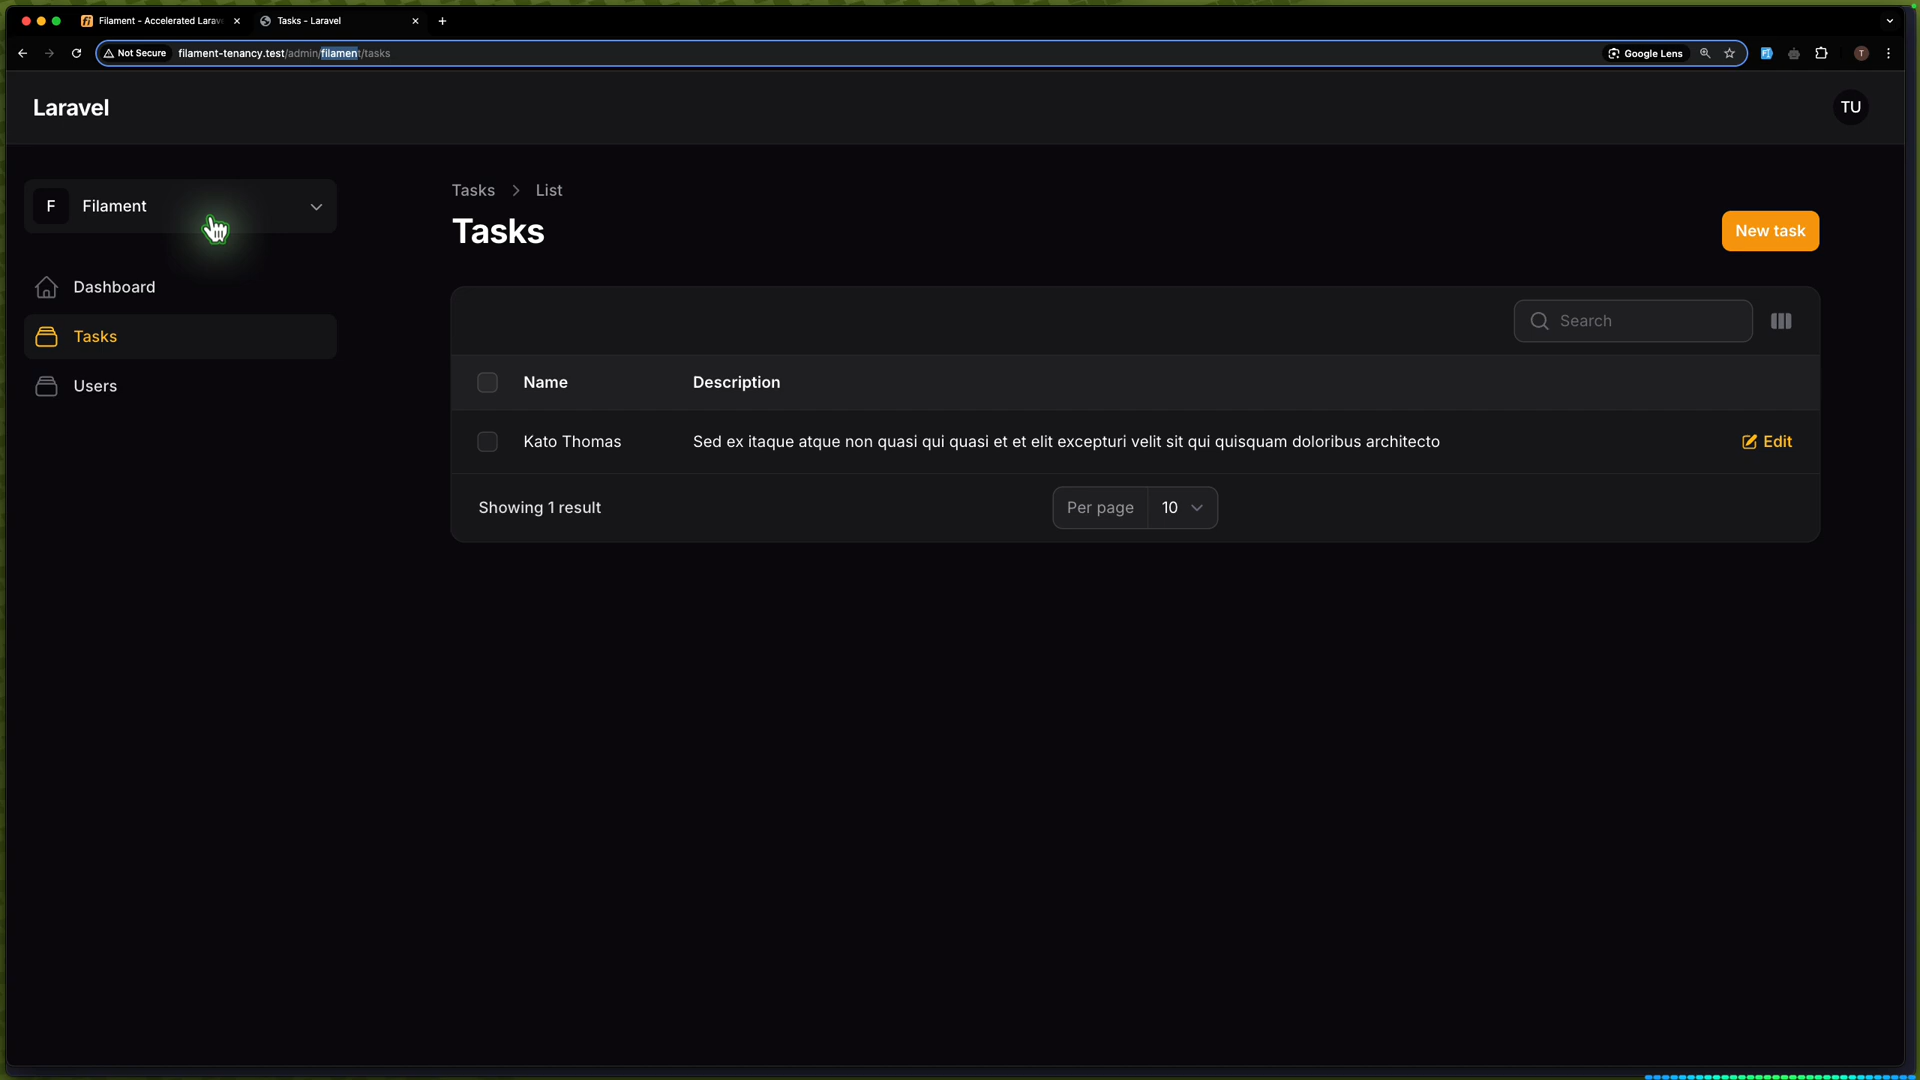 Filament - Accelerated Larav
Tasks - Laravel
Not Secure
filament-tenancy.test/admin/filament/tasks
Google Lens
T
Laravel
TU
F
Filament
Dashboard
Tasks
Users
Tasks > List
Tasks
New task
Search
Name
Description
Kato Thomas
Sed ex itaque atque non quasi qui quasi et et elit excepturi velit sit qui quisquam doloribus architecto
Edit
Showing 1 result
Per page
10